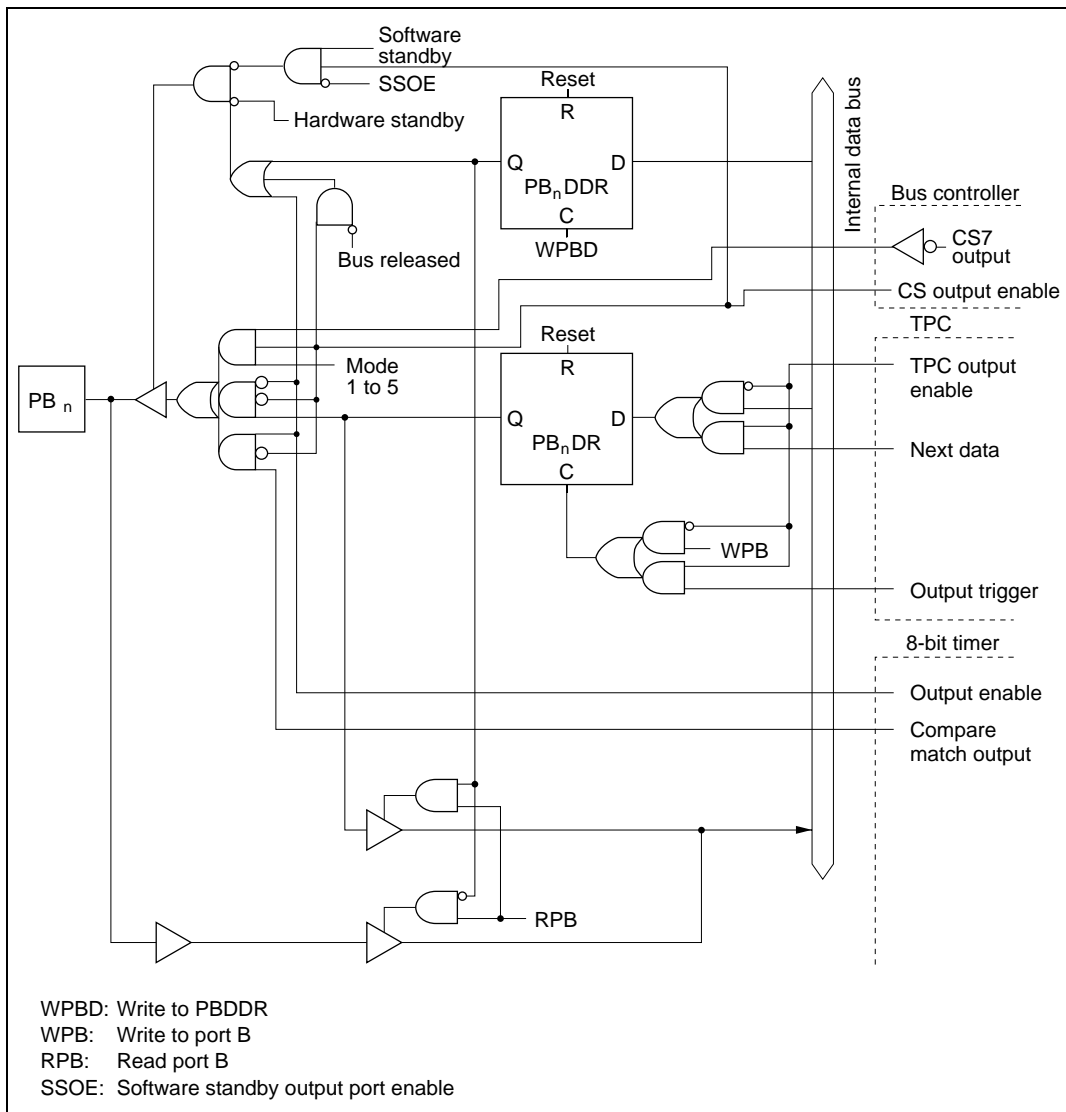 Software
standby
SSOE
Hardware standby
Reset
R
Q
D
PBnDDR
C
WPBD
Internal data bus
Bus controller
CS7
output
Bus released
CS output enable
TPC
Reset
Mode
1 to 5
R
TPC output
enable
PB n
Q
D
PBnDR
Next data
C
WPB
Output trigger
8-bit timer
Output enable
Compare
match output
RPB
WPBD: Write to PBDDR
WPB: Write to port B
RPB: Read port B
SSOE: Software standby output port enable